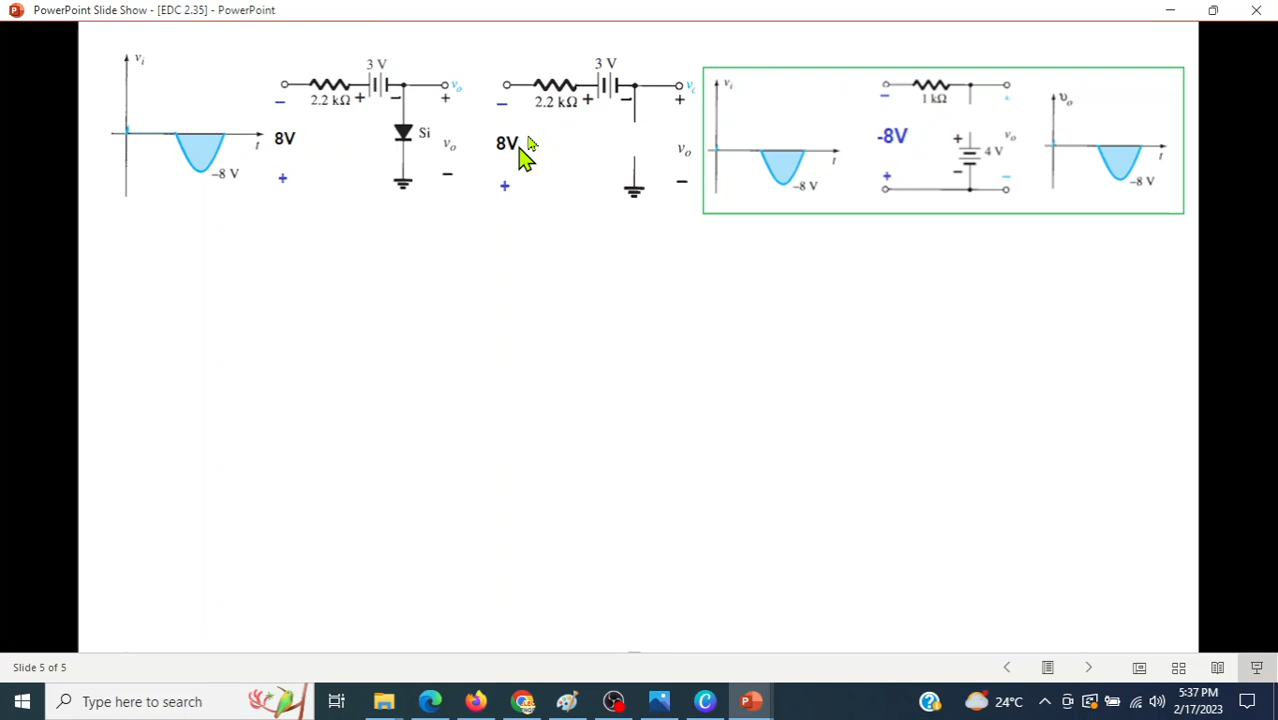 PowerPoint Slide Show - [EDC 2.35] - PowerPoint
vi
t
-8 V
8V
-
+
3 V
2.2 kΩ + -
Si
vo
+
vo
-
3 V
2.2 kΩ + -
8V
-
+
+
vo
-
vi
t
-8 V
1 kΩ
-
-8V
+
+
4 V
-
vo
-
υo
t
-8 V
Slide 5 of 5
Type here to search
24°C
5:37 PM
2/17/2023